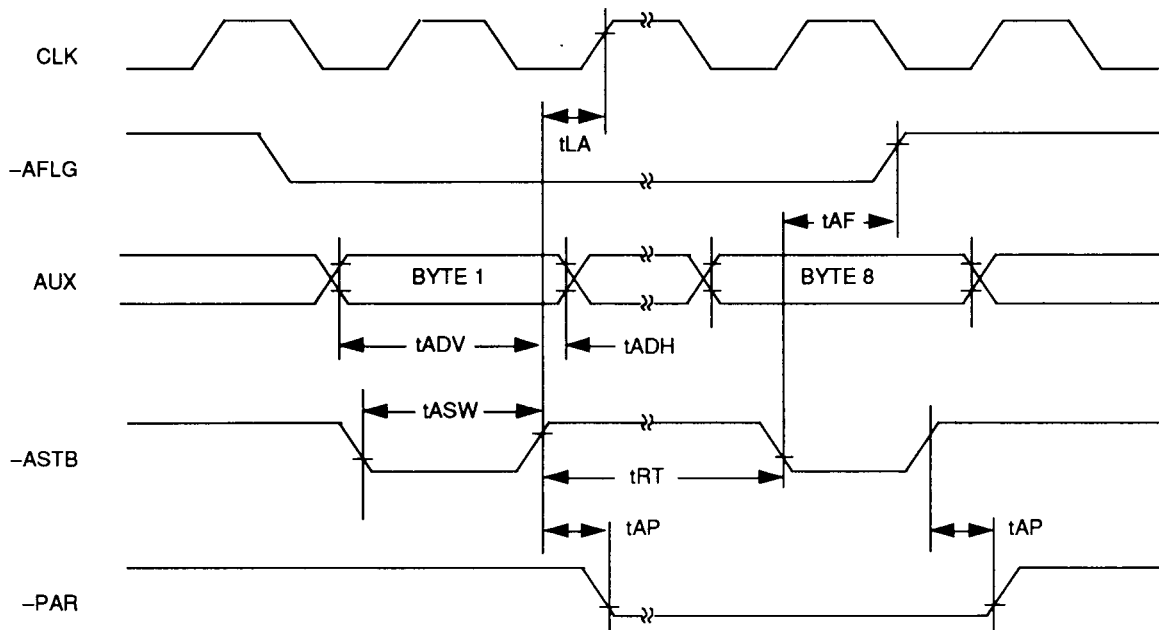 CLK
tLA
–AFLG
tAF
AUX
BYTE 1
BYTE 8
tADV
tADH
tASW
–ASTB
tRT
tAP
tAP
–PAR